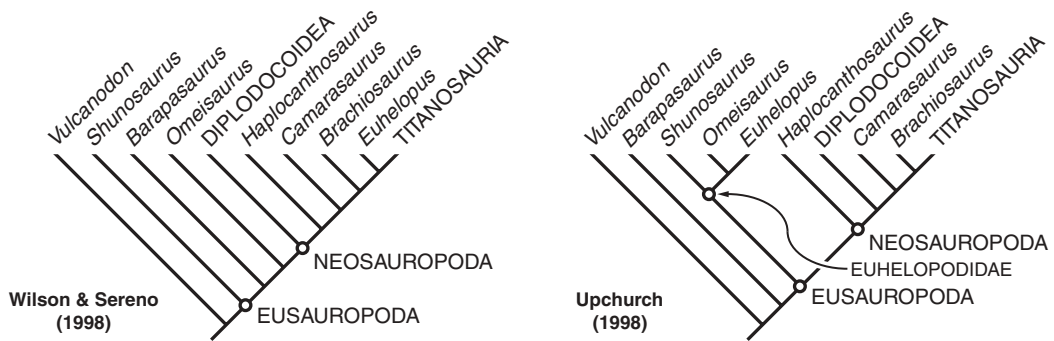 Vulcanodon
Shunosaurus
Barapasaurus
Omeisaurus
DIPLODOCOIDEA
Haplocanthosaurus
Camarasaurus
Brachiosaurus
Euhelopus
TITANOSAURIA
NEOSAUROPODA
EUSAUROPODA
Wilson & Sereno
(1998)
Vulcanodon
Barapasaurus
Shunosaurus
Omeisaurus
Euhelopus
Haplocanthosaurus
DIPLODOCOIDEA
Camarasaurus
Brachiosaurus
TITANOSAURIA
NEOSAUROPODA
EUHELOPODIDAE
EUSAUROPODA
Upchurch
(1998)